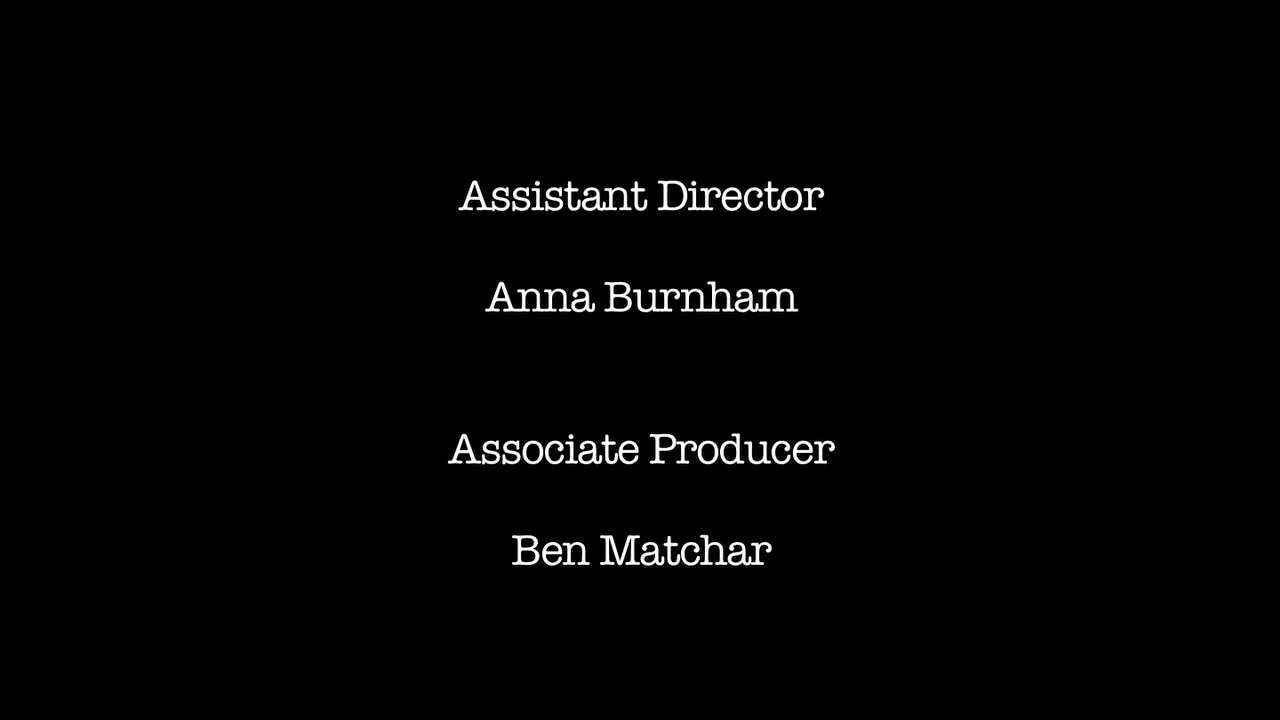 Assistant Director
Anna Burnham
Associate Producer
Ben Matchar